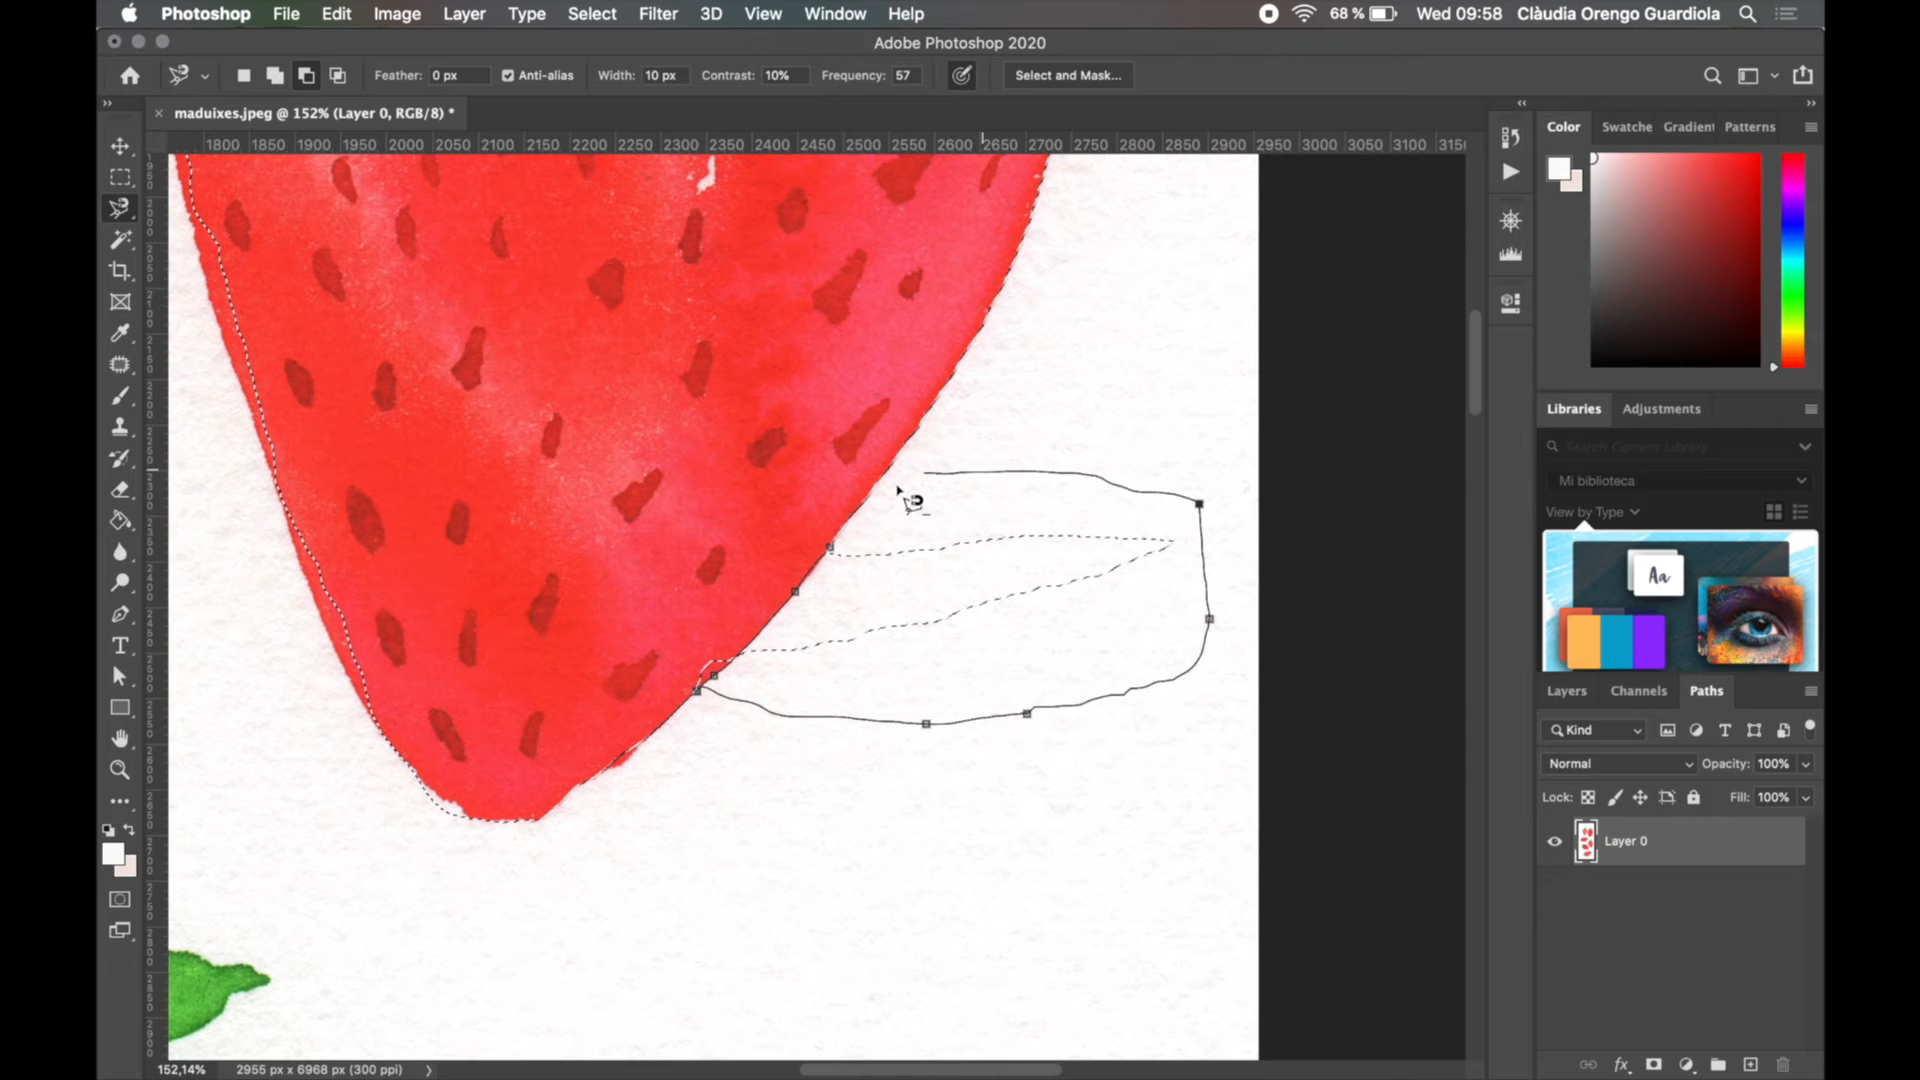 Photoshop File Edit Image Layer Type Select Filter 3D View Window Help 68 % Wed 09:58 Clàudia Orengo Guardiola
Adobe Photoshop 2020
Feather: 0 px Anti-alias Width: 10 px Contrast: 10% Frequency: 57 Select and Mask...
maduixes.jpeg @ 152% (Layer 0, RGB/8) *
1800 1850 1900 1950 2000 2050 2100 2150 2200 2250 2300 2350 2400 2450 2500 2550 2600 2650 2700 2750 2800 2850 2900 2950 3000 3050 3100 3150
Color Swatche Gradient Patterns
Libraries Adjustments
Search Current Library
Mi biblioteca
View by Type
Aa
Layers Channels Paths
Kind
Normal Opacity: 100%
Lock: Fill: 100%
Layer 0
fx
152,14% 2955 px x 6968 px (300 ppi)